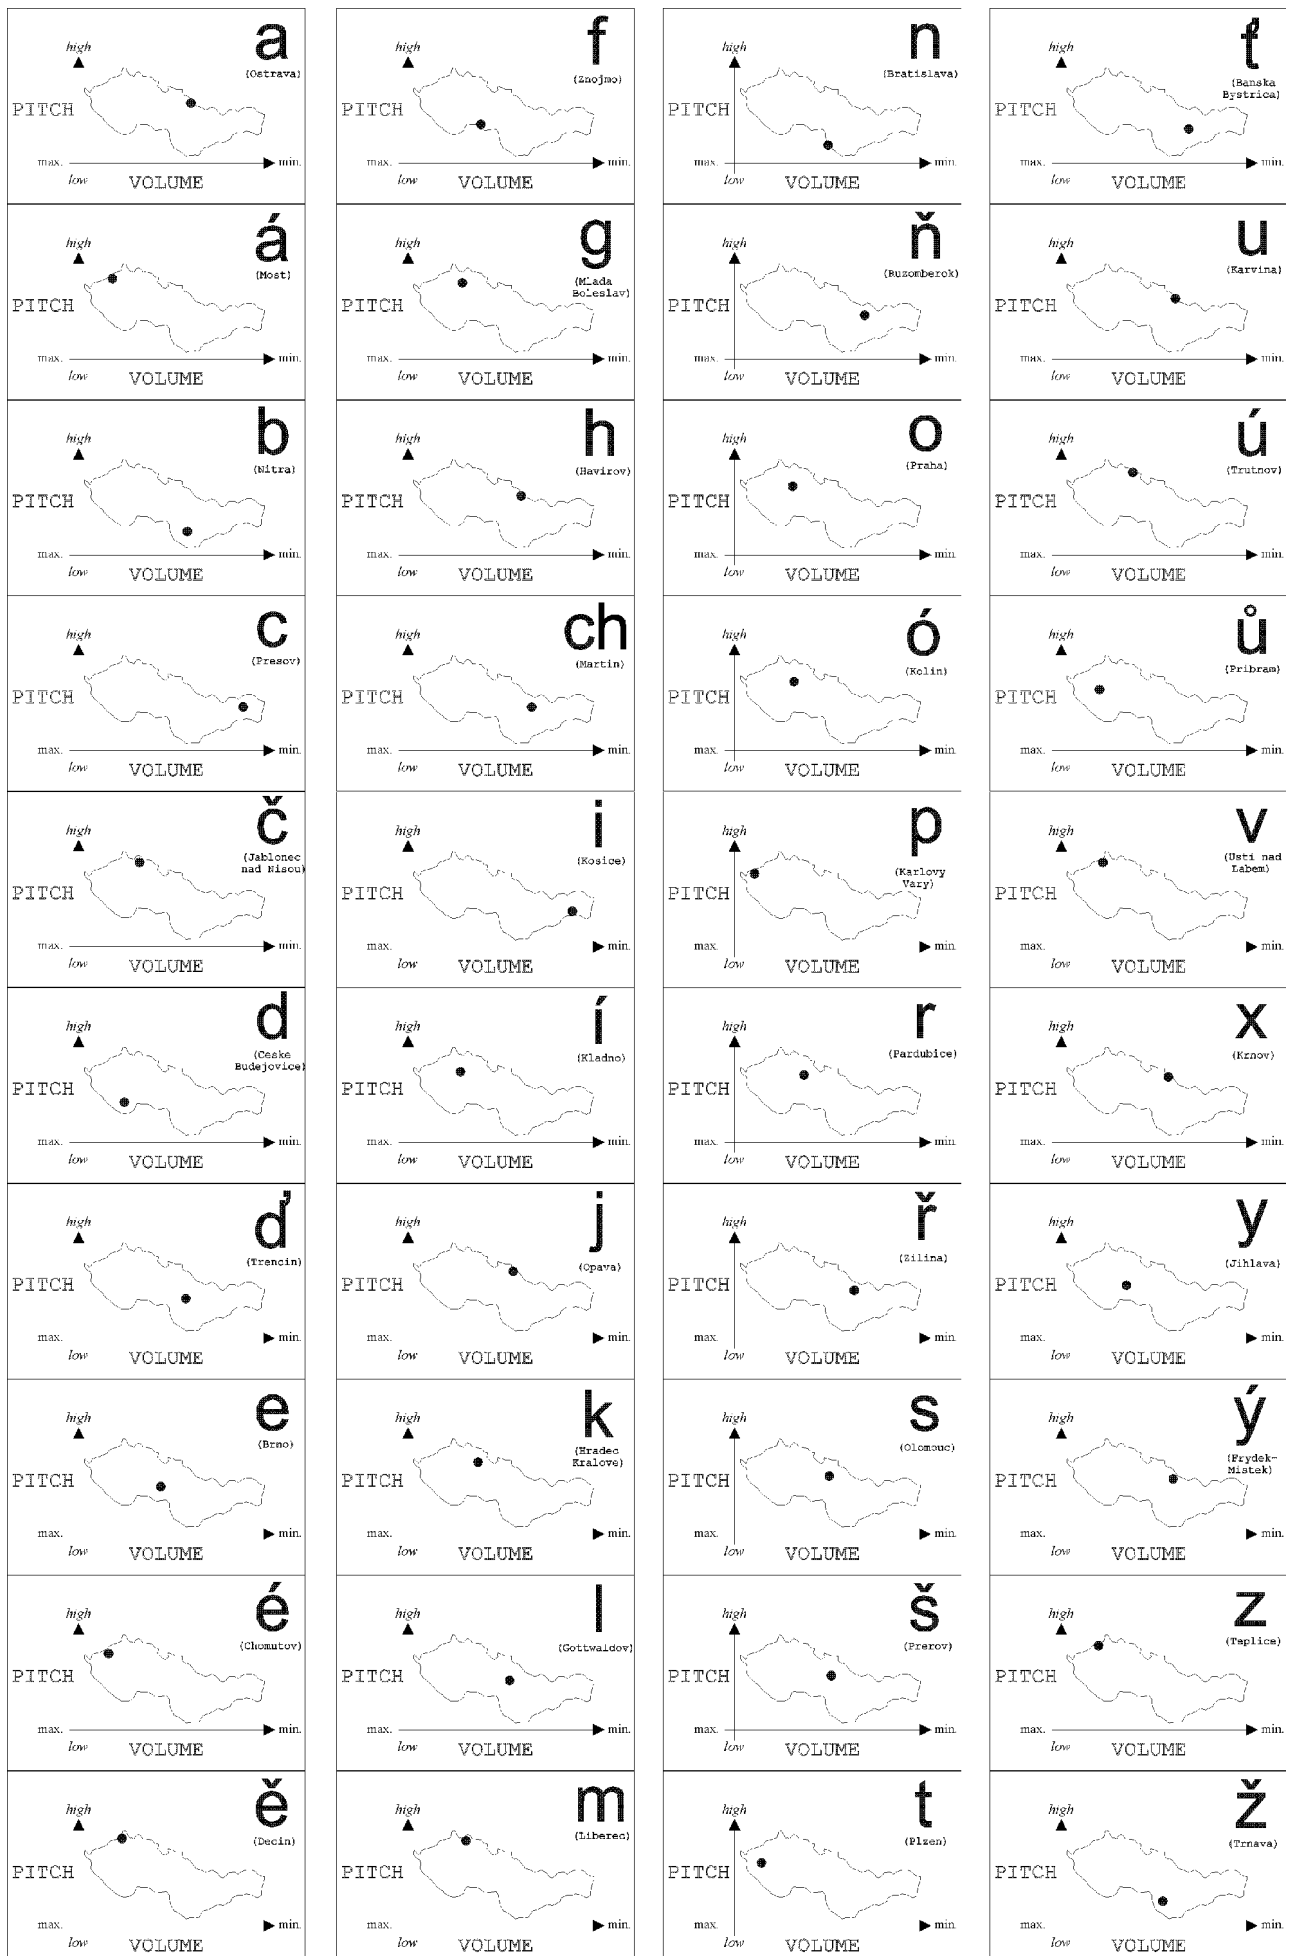 a
high
(Ostrava)
PITCH
max. min.
low VOLUME
á
high
(Most)
PITCH
max. min.
low VOLUME
b
high
(Nitra)
PITCH
max. min.
low VOLUME
c
high
(Presov)
PITCH
max. min.
low VOLUME
č
high
(Jablonec
nad Nisou)
PITCH
max. min.
low VOLUME
d
high
(Ceske
Budejovice)
PITCH
max. min.
low VOLUME
ď
high
(Trencin)
PITCH
max. min.
low VOLUME
e
high
(Brno)
PITCH
max. min.
low VOLUME
é
high
(Chomutov)
PITCH
max. min.
low VOLUME
ě
high
(Decin)
PITCH
max. min.
low VOLUME
f
high
(Znojmo)
PITCH
max. min.
low VOLUME
g
high
(Mlada
Boleslav)
PITCH
max. min.
low VOLUME
h
high
(Havirov)
PITCH
max. min.
low VOLUME
ch
high
(Martin)
PITCH
max. min.
low VOLUME
i
high
(Kosice)
PITCH
max. min.
low VOLUME
í
high
(Kladno)
PITCH
max. min.
low VOLUME
j
high
(Opava)
PITCH
max. min.
low VOLUME
k
high
(Hradec
Kralove)
PITCH
max. min.
low VOLUME
l
high
(Gottwaldov)
PITCH
max. min.
low VOLUME
m
high
(Liberec)
PITCH
max. min.
low VOLUME
n
high
(Bratislava)
PITCH
max. min.
low VOLUME
ň
high
(Ruzomberok)
PITCH
max. min.
low VOLUME
o
high
(Praha)
PITCH
max. min.
low VOLUME
ó
high
(Kolin)
PITCH
max. min.
low VOLUME
p
high
(Karlovy
Vary)
PITCH
max. min.
low VOLUME
r
high
(Pardubice)
PITCH
max. min.
low VOLUME
ř
high
(Zilina)
PITCH
max. min.
low VOLUME
s
high
(Olomouc)
PITCH
max. min.
low VOLUME
š
high
(Prerov)
PITCH
max. min.
low VOLUME
t
high
(Plzen)
PITCH
max. min.
low VOLUME
ť
high
(Banska
Bystrica)
PITCH
max. min.
low VOLUME
u
high
(Karvina)
PITCH
max. min.
low VOLUME
ú
high
(Trutnov)
PITCH
max. min.
low VOLUME
ů
high
(Pribram)
PITCH
max. min.
low VOLUME
v
high
(Usti nad
Labem)
PITCH
max. min.
low VOLUME
x
high
(Krnov)
PITCH
max. min.
low VOLUME
y
high
(Jihlava)
PITCH
max. min.
low VOLUME
ý
high
(Frydek-
Mistek)
PITCH
max. min.
low VOLUME
z
high
(Teplice)
PITCH
max. min.
low VOLUME
ž
high
(Trnava)
PITCH
max. min.
low VOLUME